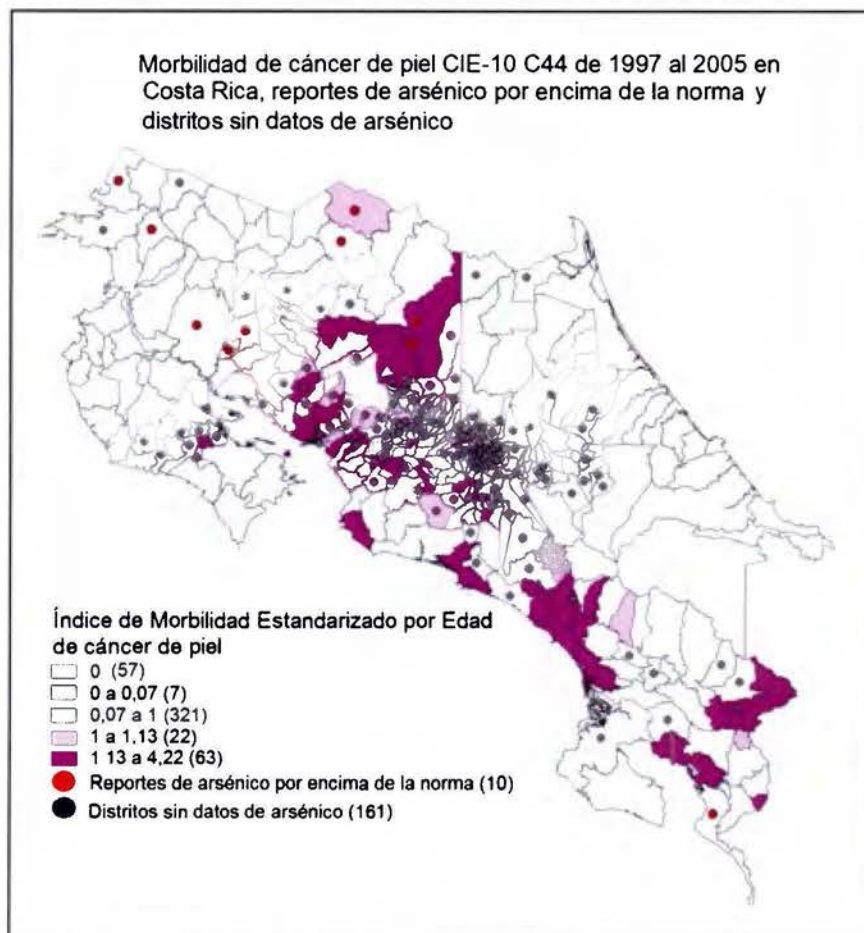 Morbilidad de cáncer de piel CIE-10 C44 de 1997 al 2005 en
Costa Rica, reportes de arsénico por encima de la norma y
distritos sin datos de arsénico
Índice de Morbilidad Estandarizado por Edad
de cáncer de piel
0 (57)
0 a 0,07 (7)
0,07 a 1 (321)
1 a 1,13 (22)
1 13 a 4,22 (63)
Reportes de arsénico por encima de la norma (10)
Distritos sin datos de arsénico (161)